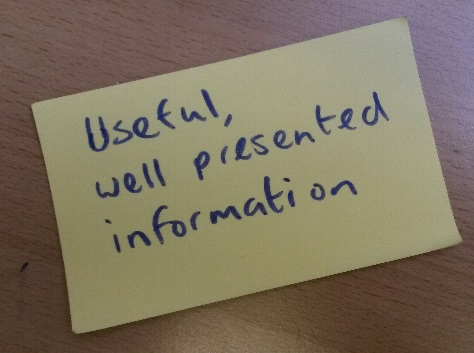 Useful,
well presented
information